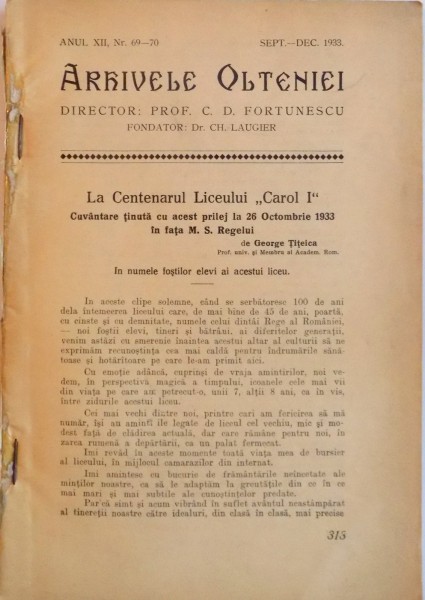 ANUL XII, Nr. 69—70 SEPT.—DEC. 1933.
ARHIVELE OLTENIEI
DIRECTOR: PROF. C. D. FORTUNESCU
FONDATOR: Dr. CH. LAUGIER
La Centenarul Liceului „Carol I“
Cuvântare ținută cu acest prilej la 26 Octombrie 1933
în fața M. S. Regelui
de George Țițeica
Prof. univ. și Membru al Academ. Rom.
In numele foștilor elevi ai acestui liceu.
In aceste clipe solemne, când se serbătoresc 100 de ani
dela întemeerea liceului care, de mai bine de 45 de ani, poartă,
cu cinste și cu demnitate, numele celui dintâi Rege al României,
— noi foștii elevi, tineri și bătrâni, ai diferitelor generații,
venim astăzi cu smerenie înaintea acestui altar al culturii să ne
exprimăm recunoștința cea mai caldă pentru îndrumările sănă-
toase și hotărîtoare pe care le-am primit aici.
Cu emoție adâncă, cuprinși de vraja amintirilor, noi ve-
dem, în perspectivă magică a timpului, icoanele cele mai vii
din viața pe care am petrecut-o, unii 7, alții 8 ani, ca în vis,
între zidurile acestui liceu.
Cei mai vechi dintre noi, printre cari am fericirea să mă
număr, își au amintiri legate de liceul cel vechiu, mic și mo-
dest față de clădirea actuală, dar care rămâne pentru noi, în
zarea rumenă a depărtării, ca un palat fermecat.
Imi revăd în aceste momente toată viața mea de bursier
al liceului, în mijlocul camarazilor din internat.
Imi amintesc cu bucurie de frământările neîncetate ale
minților noastre, ca să le adaptăm la greutățile din ce în ce
mai mari și mai subtile ale cunoștințelor predate.
Par'că simt și acum vibrând în suflet avântul neastâmpărat
al tinereții noastre către idealuri, din clasă în clasă, mai precise
315